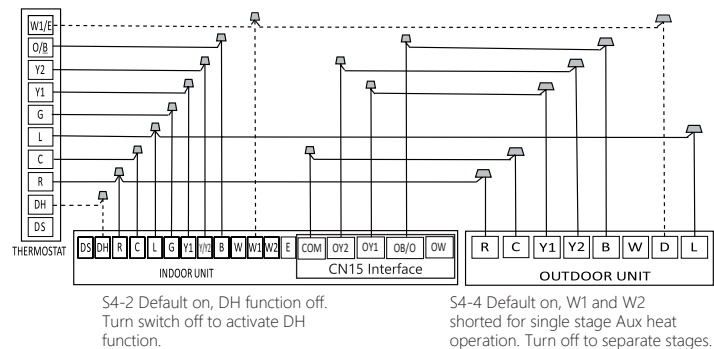 W1/E
O/B
Y2
Y1
G
L
C
R
DH
DS
THERMOSTAT
DS DH R C L G Y1 Y/Y2 B W W1 W2 E COM OY2 OY1 OB/O OW
INDOOR UNIT
CN15 Interface
R C Y1 Y2 B W D L
OUTDOOR UNIT
S4-2 Default on, DH function off.
Turn switch off to activate DH
function.
S4-4 Default on, W1 and W2
shorted for single stage Aux heat
operation. Turn off to separate stages.